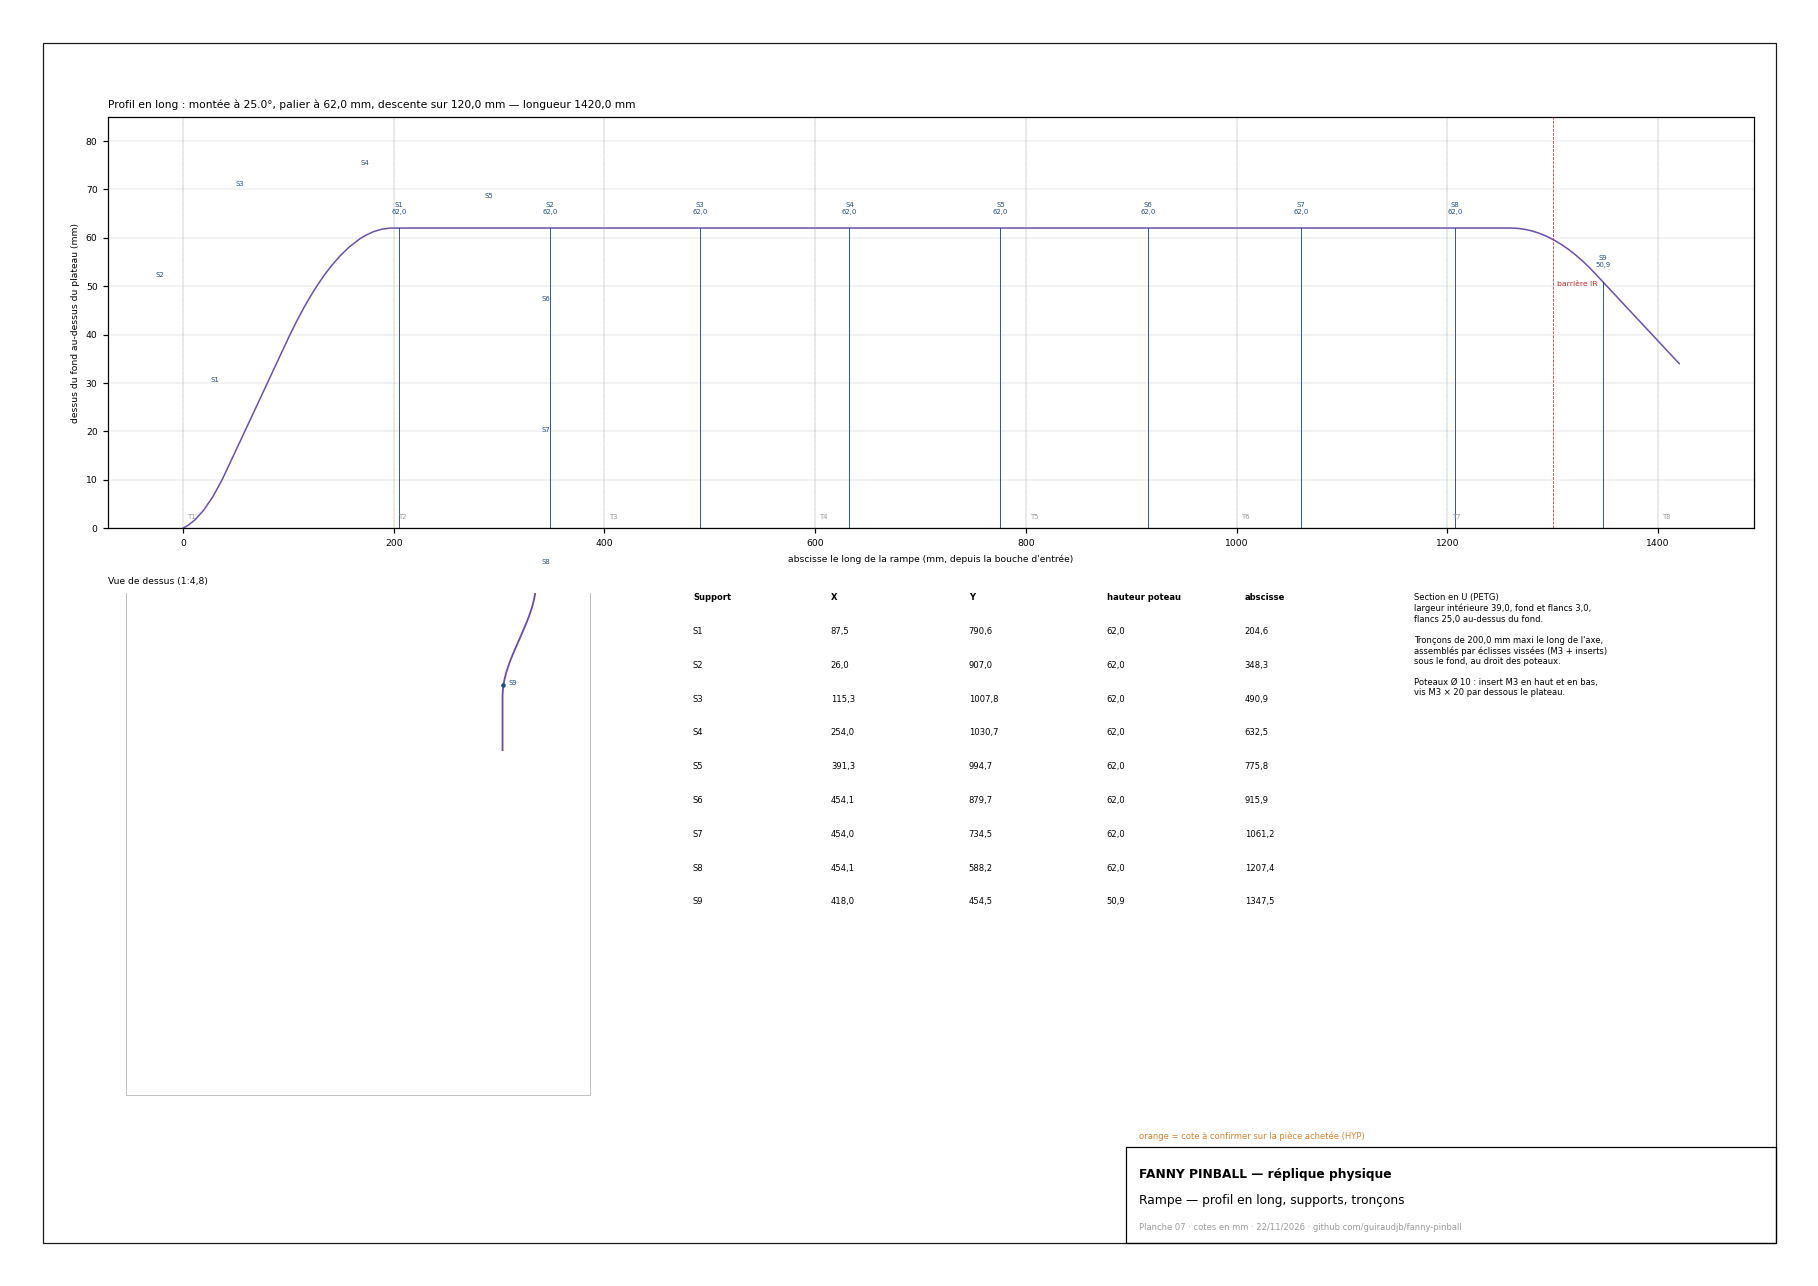 Profil en long : montée à 25.0°, palier à 62,0 mm, descente sur 120,0 mm — longueur 1420,0 mm
dessus du fond au-dessus du plateau (mm)
80
70
60
50
40
30
20
10
0
S4
S3
S5
S2
S1
S6
S7
S1
62,0
S2
62,0
S3
62,0
S4
62,0
S5
62,0
S6
62,0
S7
62,0
S8
62,0
S9
50,9
barrière IR
T1
T2
T3
T4
T5
T6
T7
T8
0
200
400
600
800
1000
1200
1400
abscisse le long de la rampe (mm, depuis la bouche d'entrée)
S8
Vue de dessus (1:4,8)
S9
Support X Y hauteur poteau abscisse
S1 87,5 790,6 62,0 204,6
S2 26,0 907,0 62,0 348,3
S3 115,3 1007,8 62,0 490,9
S4 254,0 1030,7 62,0 632,5
S5 391,3 994,7 62,0 775,8
S6 454,1 879,7 62,0 915,9
S7 454,0 734,5 62,0 1061,2
S8 454,1 588,2 62,0 1207,4
S9 418,0 454,5 50,9 1347,5
Section en U (PETG)
largeur intérieure 39,0, fond et flancs 3,0,
flancs 25,0 au-dessus du fond.
Tronçons de 200,0 mm maxi le long de l'axe,
assemblés par éclisses vissées (M3 + inserts)
sous le fond, au droit des poteaux.
Poteaux Ø 10 : insert M3 en haut et en bas,
vis M3 × 20 par dessous le plateau.
orange = cote à confirmer sur la pièce achetée (HYP)
FANNY PINBALL — réplique physique
Rampe — profil en long, supports, tronçons
Planche 07 · cotes en mm · 22/11/2026 · github.com/guiraudjb/fanny-pinball